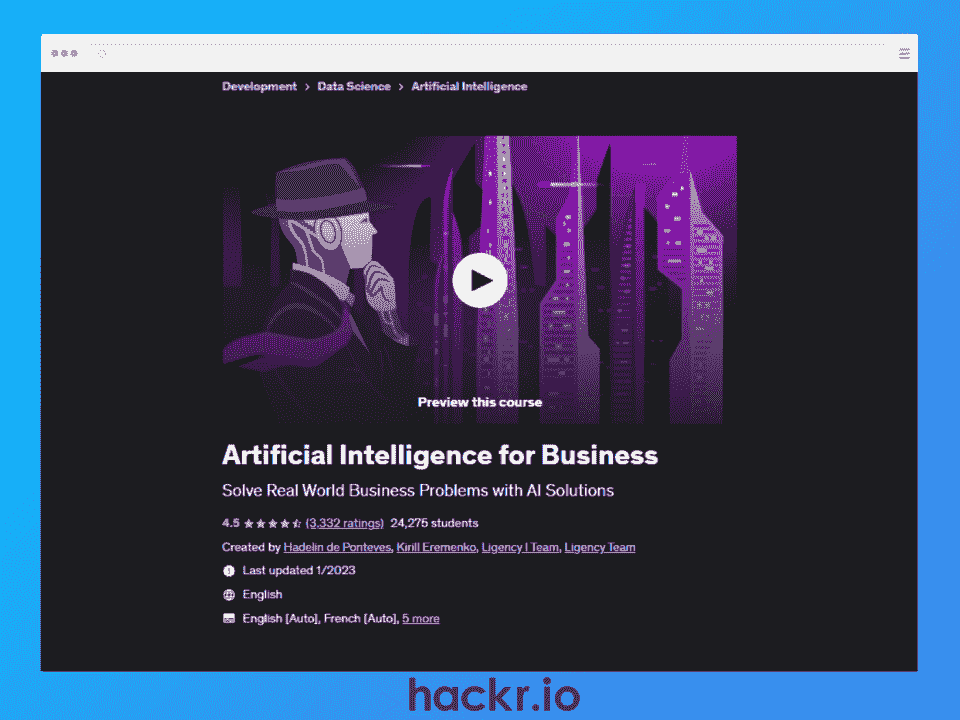 Development > Data Science > Artificial Intelligence
Preview this course
Artificial Intelligence for Business
Solve Real World Business Problems with AI Solutions
4.5 (3,332 ratings) 24,275 students
Created by Hadelin de Ponteves, Kirill Eremenko, Ligency I Team, Ligency Team
Last updated 1/2023
English
English [Auto], French [Auto], 5 more
hackr.io